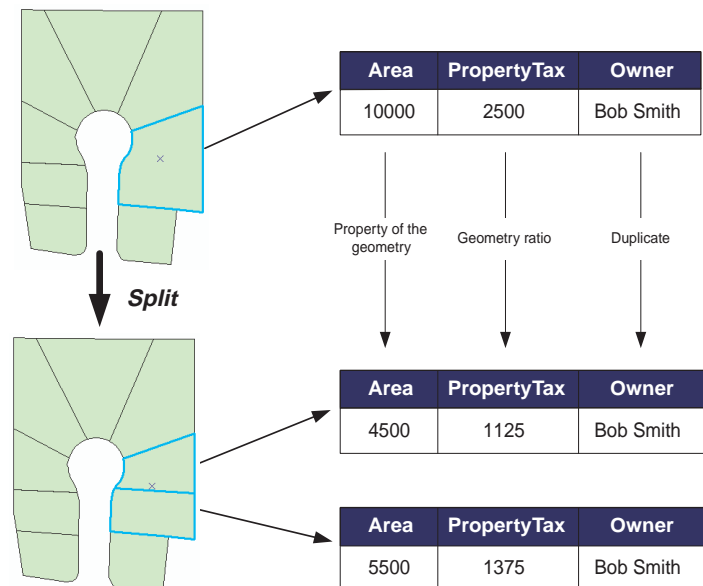 Area PropertyTax Owner
10000 2500 Bob Smith
Property of the
geometry
Geometry ratio
Duplicate
Split
Area PropertyTax Owner
4500 1125 Bob Smith
Area PropertyTax Owner
5500 1375 Bob Smith